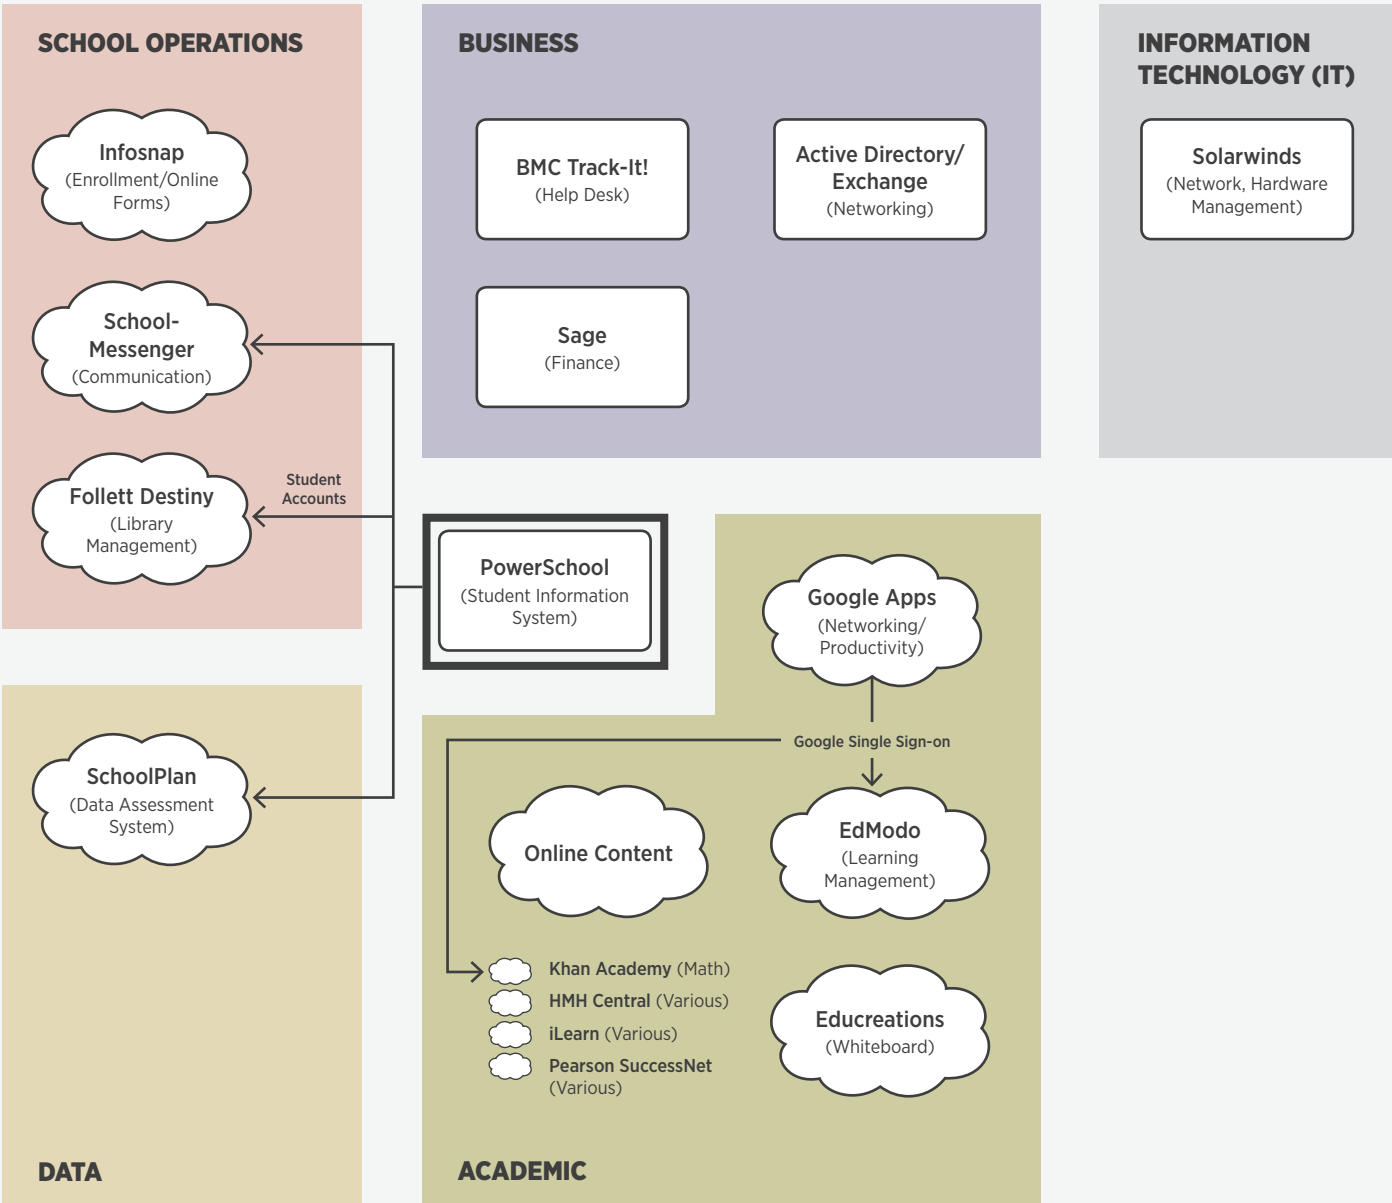 SCHOOL OPERATIONS
Infosnap
(Enrollment/Online
Forms)
School-
Messenger
(Communication)
Follett Destiny
(Library
Management)
Student
Accounts
BUSINESS
BMC Track-It!
(Help Desk)
Active Directory/
Exchange
(Networking)
Sage
(Finance)
INFORMATION
TECHNOLOGY (IT)
Solarwinds
(Network, Hardware
Management)
PowerSchool
(Student Information
System)
SchoolPlan
(Data Assessment
System)
DATA
Google Apps
(Networking/
Productivity)
Google Single Sign-on
Online Content
EdModo
(Learning
Management)
Khan Academy (Math)
HMH Central (Various)
iLearn (Various)
Pearson SuccessNet
(Various)
Educreations
(Whiteboard)
ACADEMIC